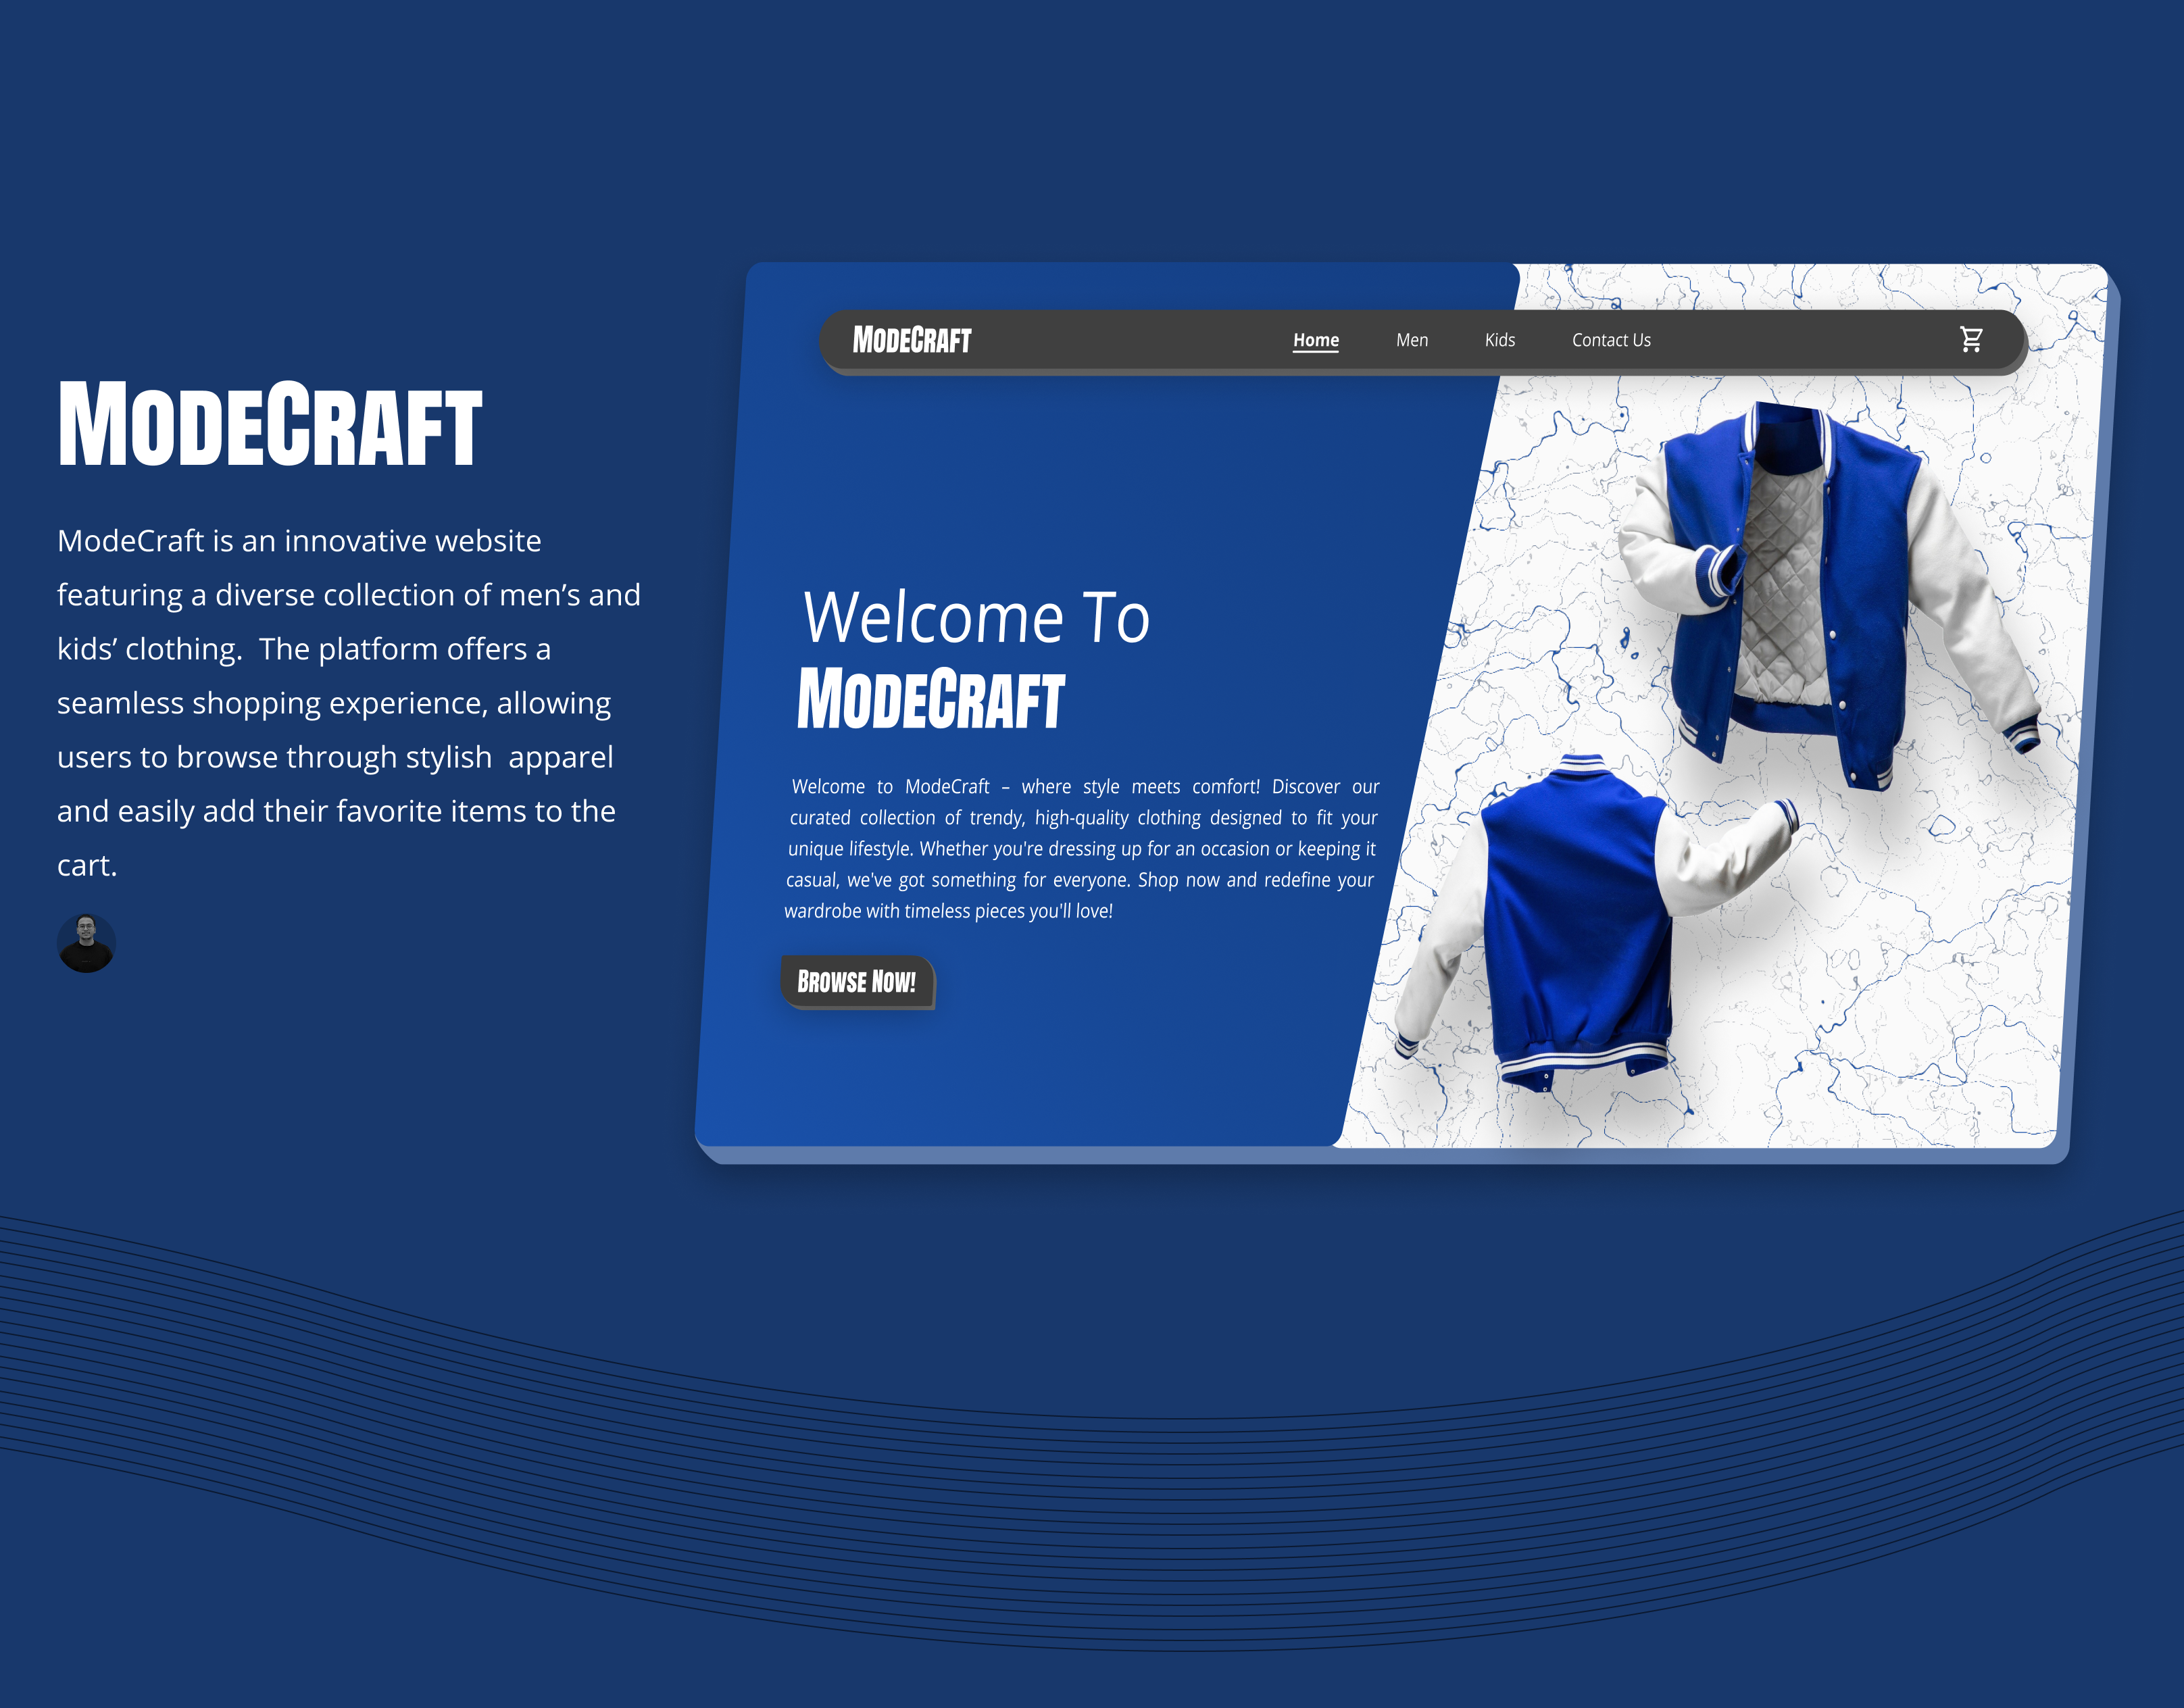 MODECRAFT
ModeCraft is an innovative website
featuring a diverse collection of men’s and
kids’ clothing.  The platform offers a
seamless shopping experience, allowing
users to browse through stylish  apparel
and easily add their favorite items to the
cart.
MODECRAFT
Home
Men
Kids
Contact Us
Welcome To
MODECRAFT
Welcome to ModeCraft – where style meets comfort! Discover our
curated collection of trendy, high-quality clothing designed to fit your
unique lifestyle. Whether you're dressing up for an occasion or keeping it
casual, we've got something for everyone. Shop now and redefine your
wardrobe with timeless pieces you'll love!
BROWSE NOW!